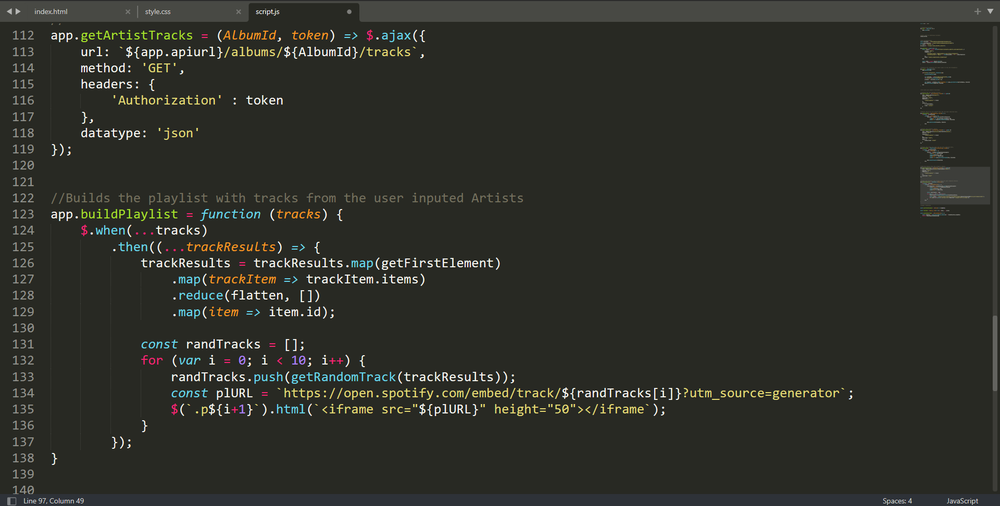 index.html
style.css
script.js
112 app.getArtistTracks = (AlbumId, token) => $.ajax({
113 url: `${app.apiurl}/albums/${AlbumId}/tracks`,
114 method: 'GET',
115 headers: {
116 'Authorization' : token
117 },
118 datatype: 'json'
119 });
120
121
122 //Builds the playlist with tracks from the user inputed Artists
123 app.buildPlaylist = function (tracks) {
124 $.when(...tracks)
125 .then((...trackResults) => {
126 trackResults = trackResults.map(getFirstElement)
127 .map(trackItem => trackItem.items)
128 .reduce(flatten, [])
129 .map(item => item.id);
130
131 const randTracks = [];
132 for (var i = 0; i < 10; i++) {
133 randTracks.push(getRandomTrack(trackResults));
134 const plURL = `https://open.spotify.com/embed/track/${randTracks[i]}?utm_source=generator`;
135 $(`.p${i+1}`).html(`<iframe src="${plURL}" height="50"></iframe`);
136 }
137 });
138 }
139
140
Line 97, Column 49
Spaces: 4
JavaScript